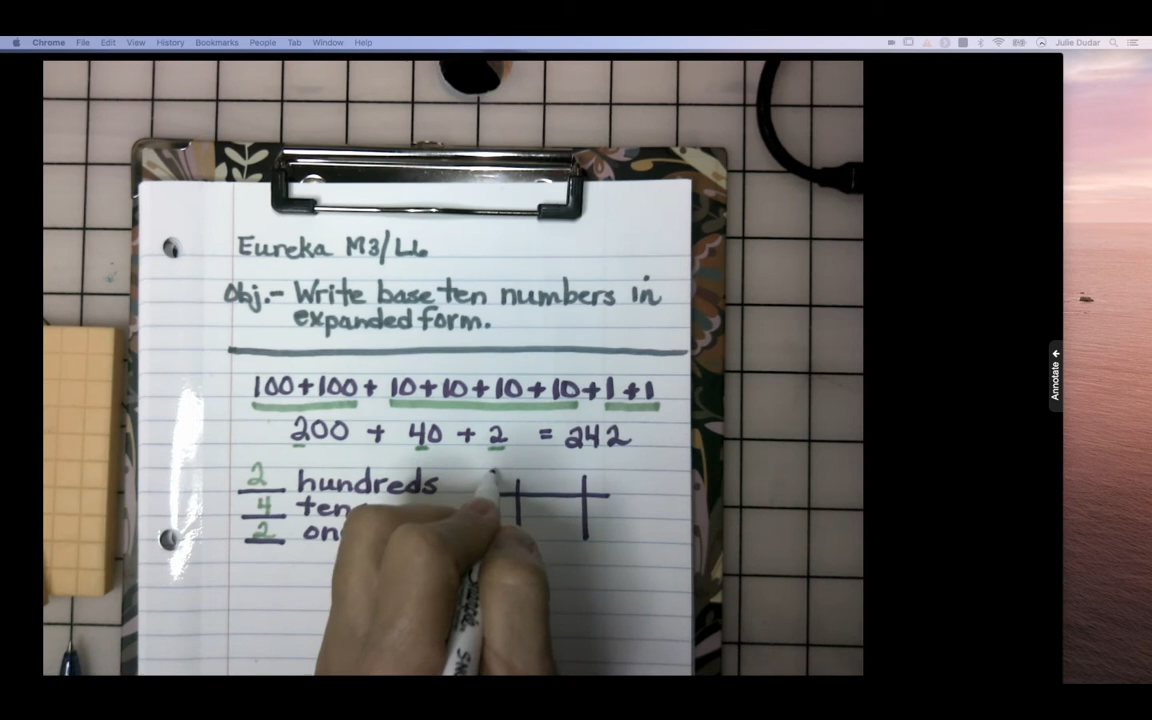 Chrome File Edit View History Bookmarks People Tab Window Help Julie Dudar
Eureka M3/L6
Obj.- Write base ten numbers in
expanded form.
100+100+ 10+10+10+10+1+1
200 + 40 + 2 = 242
2 hundreds
4
2
Annotate